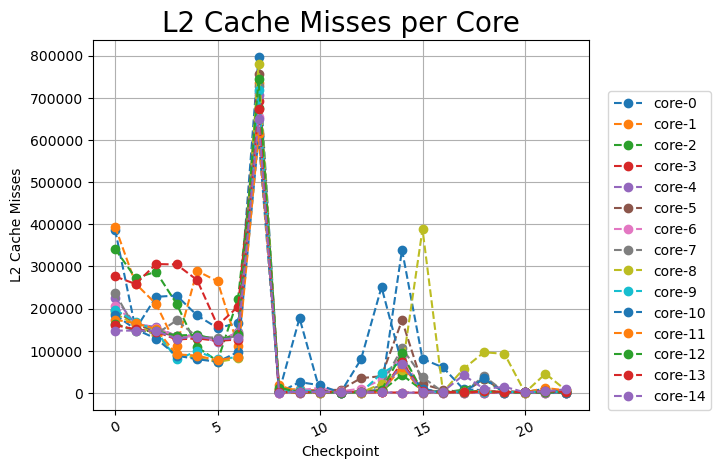 L2 Cache Misses per Core
800000
700000
600000
500000
400000
300000
200000
100000
0
L2 Cache Misses
0
5
10
15
20
Checkpoint
core-0
core-1
core-2
core-3
core-4
core-5
core-6
core-7
core-8
core-9
core-10
core-11
core-12
core-13
core-14